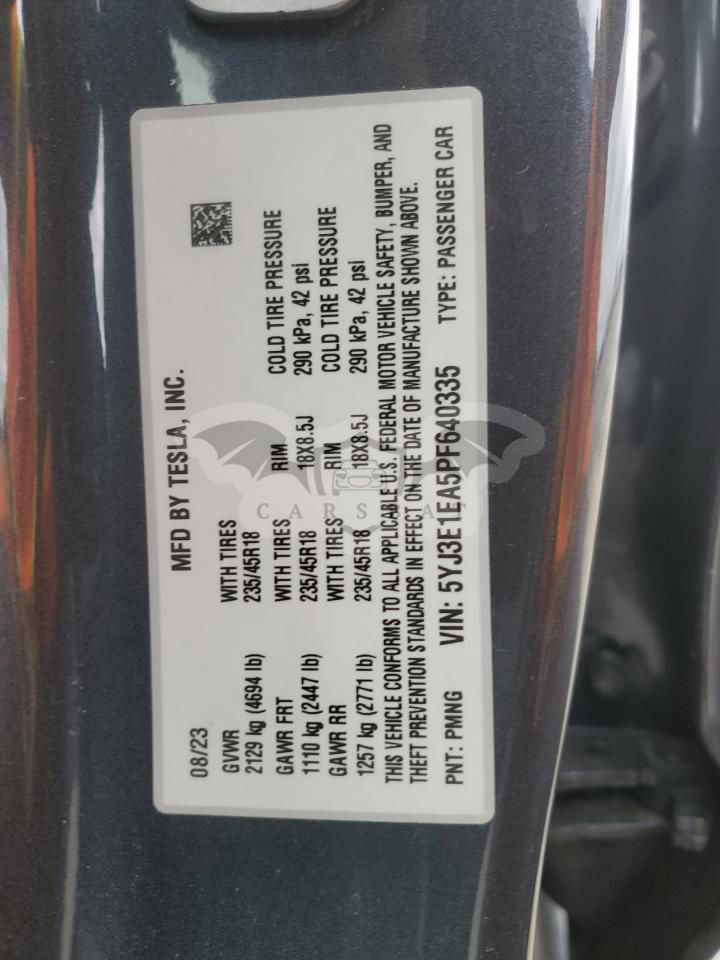 MFD BY TESLA, INC.
08/23
GVWR WITH TIRES
2129 kg (4694 lb) 235/45R18
GAWR FRT WITH TIRES RIM COLD TIRE PRESSURE
1110 kg (2447 lb) 235/45R18 18X8.5J 290 kPa, 42 psi
GAWR RR WITH TIRES RIM COLD TIRE PRESSURE
1257 kg (2771 lb) 235/45R18 18X8.5J 290 kPa, 42 psi
THIS VEHICLE CONFORMS TO ALL APPLICABLE U.S. FEDERAL MOTOR VEHICLE SAFETY, BUMPER, AND
THEFT PREVENTION STANDARDS IN EFFECT ON THE DATE OF MANUFACTURE SHOWN ABOVE.
PNT: PMNG VIN: 5YJ3E1EA5PF640335 TYPE: PASSENGER CAR